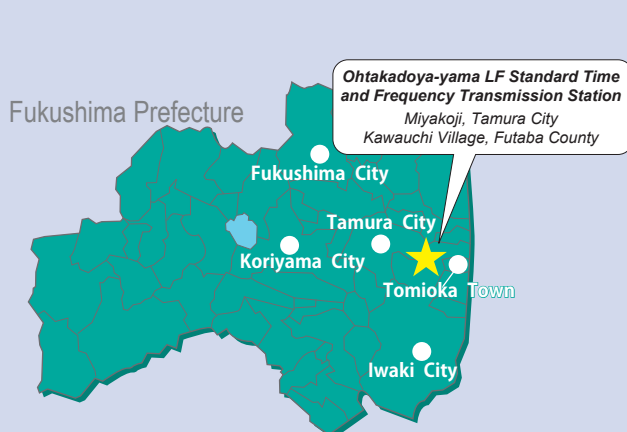 Ohtakadoya-yama LF Standard Time
and Frequency Transmission Station
Miyakoji, Tamura City
Kawauchi Village, Futaba County
Fukushima Prefecture
Fukushima City
Tamura City
Koriyama City
Tomioka Town
Iwaki City